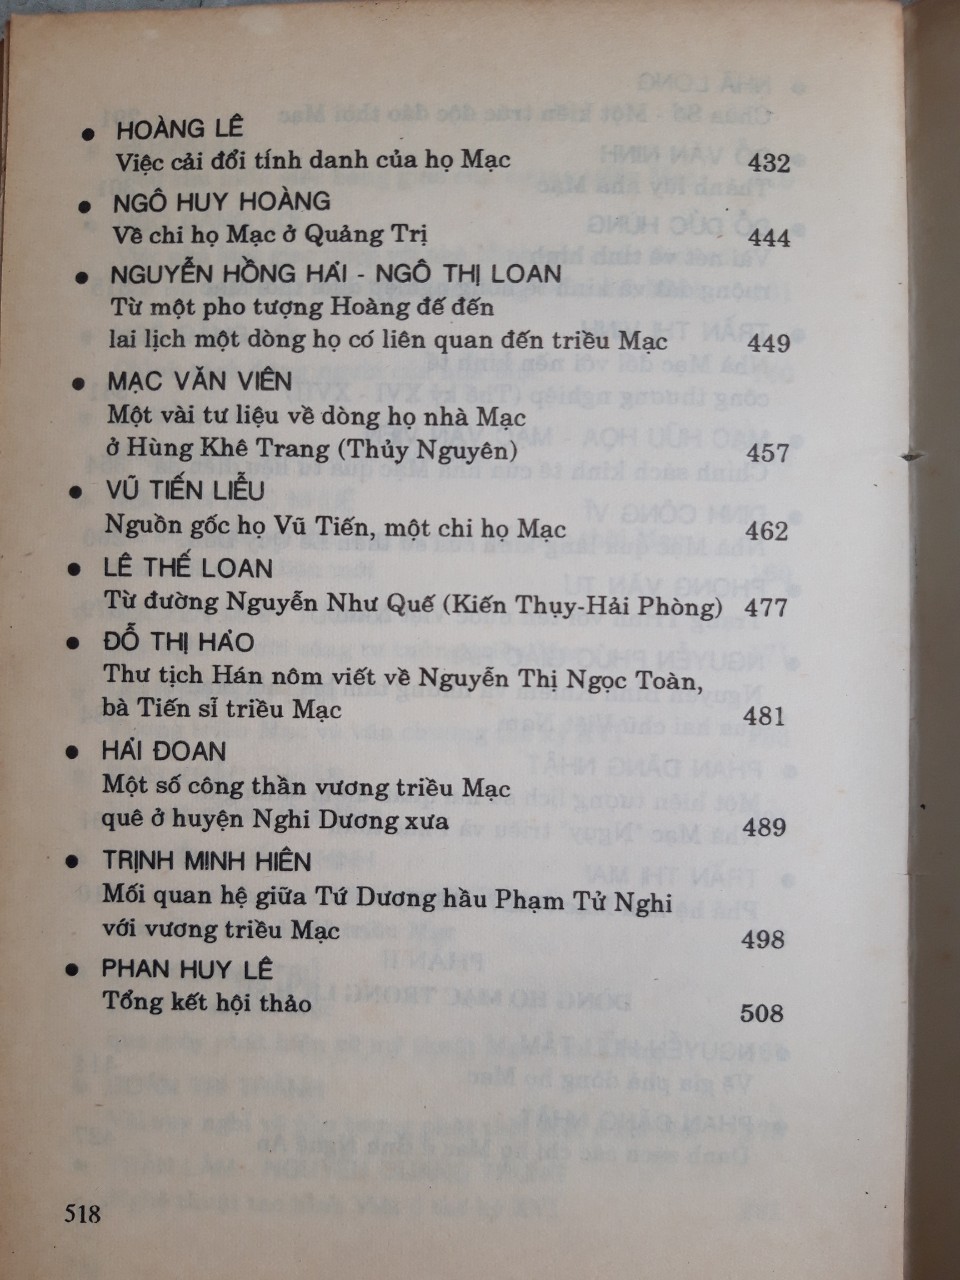 • HOÀNG LÊ
Việc cải đổi tính danh của họ Mạc 432
• NGÔ HUY HOÀNG
Về chi họ Mạc ở Quảng Trị 444
• NGUYỄN HỒNG HẢI - NGÔ THỊ LOAN
Từ một pho tượng Hoàng đế đến
lai lịch một dòng họ có liên quan đến triều Mạc 449
• MẠC VĂN VIÊN
Một vài tư liệu về dòng họ nhà Mạc
ở Hùng Khê Trang (Thủy Nguyên) 457
• VŨ TIẾN LIỄU
Nguồn gốc họ Vũ Tiến, một chi họ Mạc 462
• LÊ THẾ LOAN
Từ đường Nguyễn Như Quế (Kiến Thụy-Hải Phòng) 477
• ĐỖ THỊ HẢO
Thư tịch Hán nôm viết về Nguyễn Thị Ngọc Toàn,
bà Tiến sĩ triều Mạc 481
• HẢI ĐOAN
Một số công thần vương triều Mạc
quê ở huyện Nghi Dương xưa 489
• TRỊNH MINH HIÊN
Mối quan hệ giữa Tứ Dương hầu Phạm Tử Nghi
với vương triều Mạc 498
• PHAN HUY LÊ
Tổng kết hội thảo 508
518